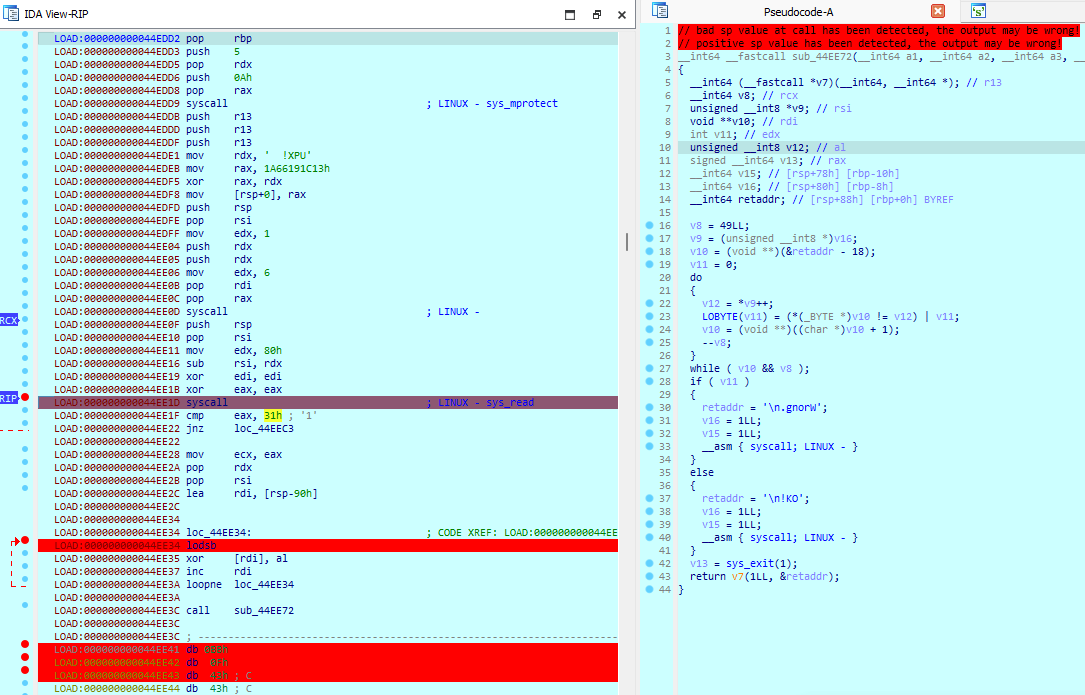 IDA View-RIP
LOAD:000000000044EDD2 pop rbp
LOAD:000000000044EDD3 push 5
LOAD:000000000044EDD5 pop rdx
LOAD:000000000044EDD6 push 0Ah
LOAD:000000000044EDD8 pop rax
LOAD:000000000044EDD9 syscall ; LINUX - sys_mprotect
LOAD:000000000044EDDB push r13
LOAD:000000000044EDDD push r13
LOAD:000000000044EDDF push r13
LOAD:000000000044EDE1 mov rdx, ' !XPU'
LOAD:000000000044EDEB mov rax, 1A66191C13h
LOAD:000000000044EDF5 xor rax, rdx
LOAD:000000000044EDF8 mov [rsp+0], rax
LOAD:000000000044EDFD push rsp
LOAD:000000000044EDFE pop rsi
LOAD:000000000044EDFF mov edx, 1
LOAD:000000000044EE04 push rdx
LOAD:000000000044EE05 push rdx
LOAD:000000000044EE06 mov edx, 6
LOAD:000000000044EE0B pop rdi
LOAD:000000000044EE0C pop rax
LOAD:000000000044EE0D syscall ; LINUX -
RCX
LOAD:000000000044EE0F push rsp
LOAD:000000000044EE10 pop rsi
LOAD:000000000044EE11 mov edx, 80h
LOAD:000000000044EE16 sub rsi, rdx
LOAD:000000000044EE19 xor edi, edi
LOAD:000000000044EE1B xor eax, eax
RIP LOAD:000000000044EE1D syscall ; LINUX - sys_read
LOAD:000000000044EE1F cmp eax, 31h ; '1'
LOAD:000000000044EE22 jnz loc_44EEC3
LOAD:000000000044EE22
LOAD:000000000044EE28 mov ecx, eax
LOAD:000000000044EE2A pop rdx
LOAD:000000000044EE2B pop rsi
LOAD:000000000044EE2C lea rdi, [rsp-90h]
LOAD:000000000044EE2C
LOAD:000000000044EE34
LOAD:000000000044EE34 loc_44EE34: ; CODE XREF: LOAD:000000000044EE
LOAD:000000000044EE34 lodsb
LOAD:000000000044EE35 xor [rdi], al
LOAD:000000000044EE37 inc rdi
LOAD:000000000044EE3A loopne loc_44EE34
LOAD:000000000044EE3A
LOAD:000000000044EE3C call sub_44EE72
LOAD:000000000044EE3C
LOAD:000000000044EE3C ; ------------------------------------------------------------------
LOAD:000000000044EE41 db
LOAD:000000000044EE42 db 0Fh
LOAD:000000000044EE43 db 43h ; C
LOAD:000000000044EE44 db 43h ; C
Pseudocode-A
1 // bad sp value at call has been detected, the output may be wrong!
2 // positive sp value has been detected, the output may be wrong!
3 __int64 __fastcall sub_44EE72(__int64 a1, __int64 a2, __int64 a3, __
4 {
5 __int64 (__fastcall *v7)(__int64, __int64 *); // r13
6 __int64 v8; // rcx
7 unsigned __int8 *v9; // rsi
8 void **v10; // rdi
9 int v11; // edx
10 unsigned __int8 v12; // al
11 signed __int64 v13; // rax
12 __int64 v15; // [rsp+78h] [rbp-10h]
13 __int64 v16; // [rsp+80h] [rbp-8h]
14 __int64 retaddr; // [rsp+88h] [rbp+0h] BYREF
15
16 v8 = 49LL;
17 v9 = (unsigned __int8 *)v16;
18 v10 = (void **)(&retaddr - 18);
19 v11 = 0;
20 do
21 {
22 v12 = *v9++;
23 LOBYTE(v11) = (*(_BYTE *)v10 != v12) | v11;
24 v10 = (void **)((char *)v10 + 1);
25 --v8;
26 }
27 while ( v10 && v8 );
28 if ( v11 )
29 {
30 retaddr = '\n.gnorW';
31 v16 = 1LL;
32 v15 = 1LL;
33 __asm { syscall; LINUX - }
34 }
35 else
36 {
37 retaddr = '\n!KO';
38 v16 = 1LL;
39 v15 = 1LL;
40 __asm { syscall; LINUX - }
41 }
42 v13 = sys_exit(1);
43 return v7(1LL, &retaddr);
44 }